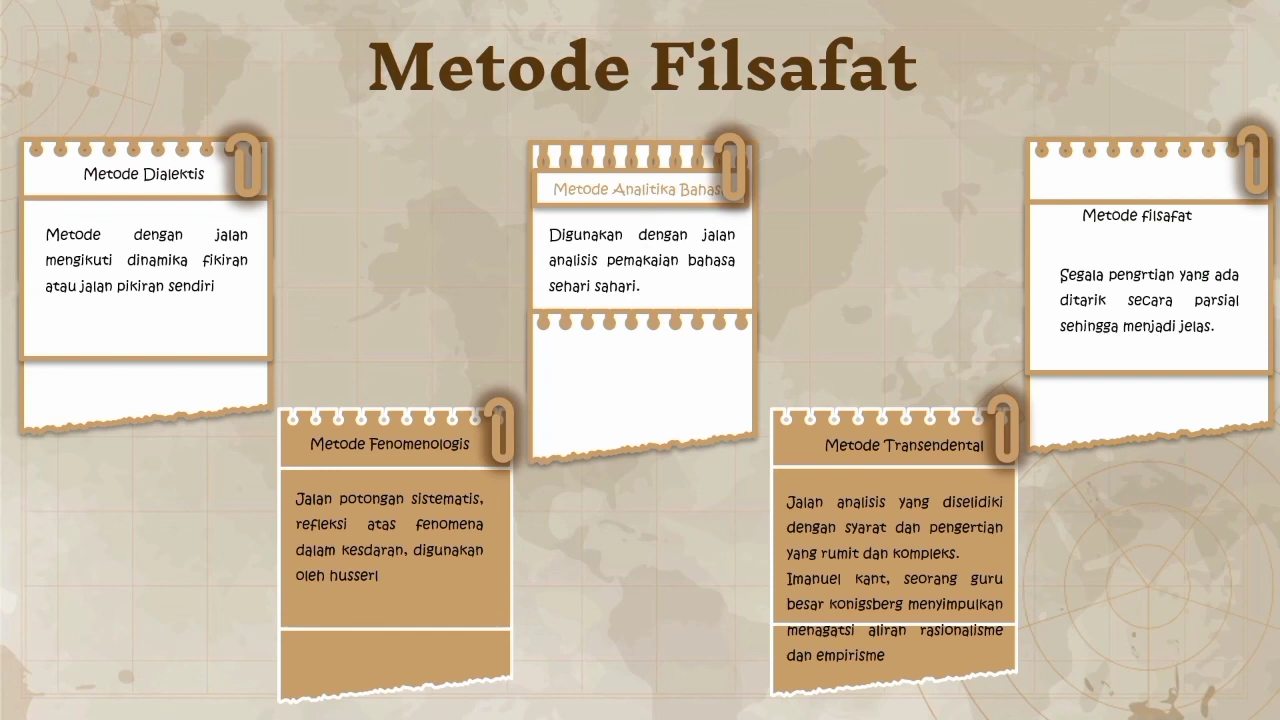 Metode Filsafat
Metode Dialektis
Metode dengan jalan
mengikuti dinamika fikiran
atau jalan pikiran sendiri
Metode Fenomenologis
Jalan potongan sistematis,
refleksi atas fenomena
dalam kesdaran, digunakan
oleh husserl
Metode Analitika Bahasa
Digunakan dengan jalan
analisis pemakaian bahasa
sehari sahari.
Metode Transendental
Jalan analisis yang diselidiki
dengan syarat dan pengertian
yang rumit dan kompleks.
Imanuel kant, seorang guru
besar konigsberg menyimpulkan
menagatsi aliran rasionalisme
dan empirisme
Metode filsafat
Segala pengrtian yang ada
ditarik secara parsial
sehingga menjadi jelas.